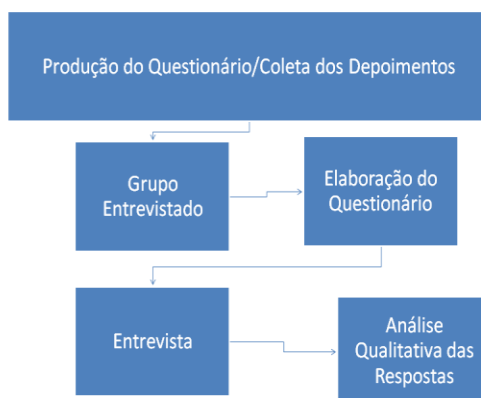 Produção do Questionário/Coleta dos Depoimentos
Grupo
Entrevistado
Elaboração do
Questionário
Entrevista
Análise
Qualitativa das
Respostas